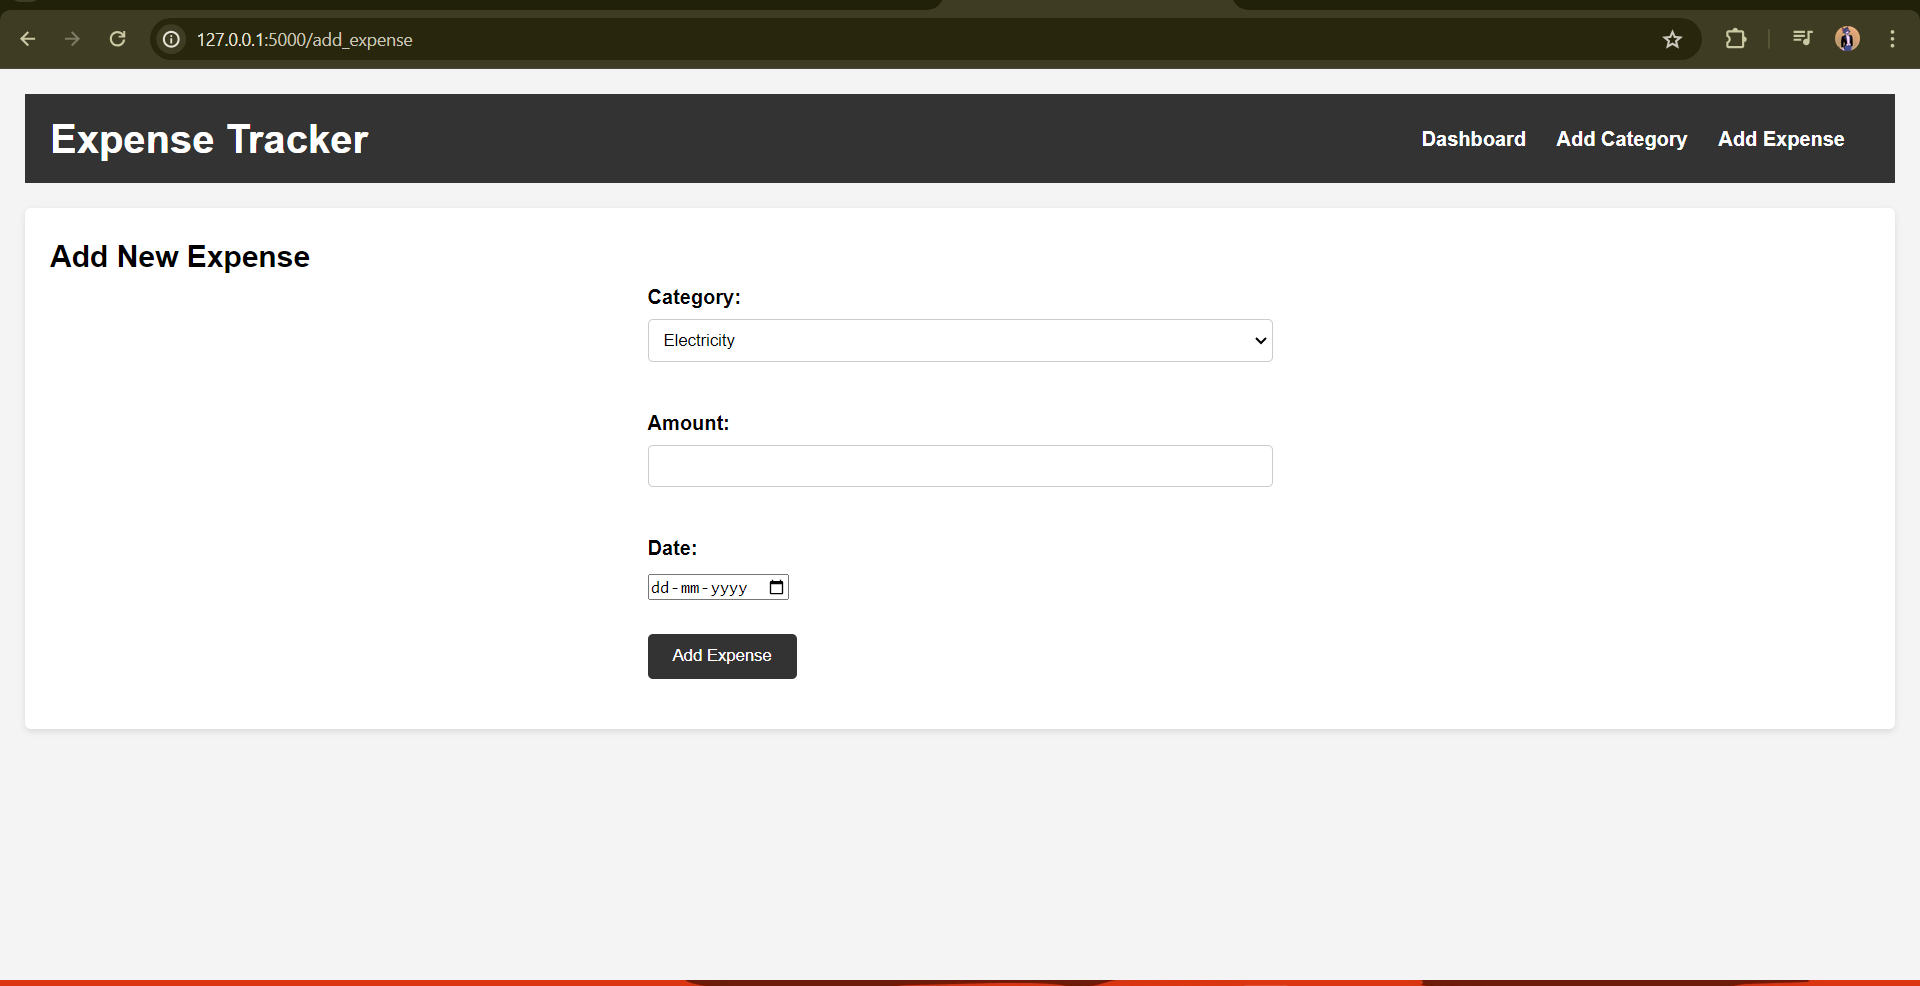 127.0.0.1:5000/add_expense
Expense Tracker
Dashboard Add Category Add Expense
Add New Expense
Category:
Electricity
Amount:
Date:
dd-mm-yyyy
Add Expense